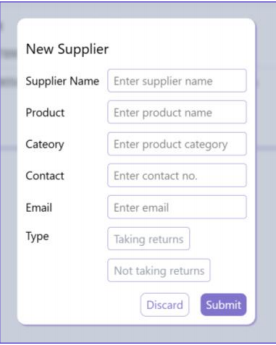 New Supplier
Supplier Name Enter supplier name
Product Enter product name
Cateory Enter product category
Contact Enter contact no.
Email Enter email
Type Taking returns
Not taking returns
Discard Submit